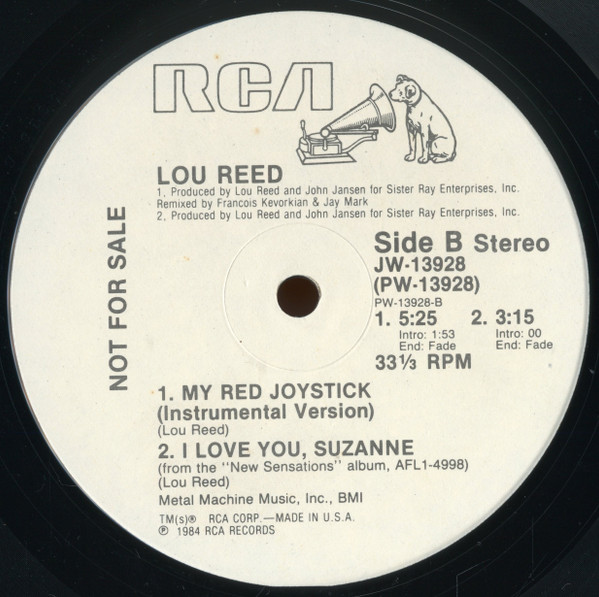 RCA
LOU REED
1. Produced by Lou Reed and John Jansen for Sister Ray Enterprises, Inc.
Remixed by Francois Kevorkian & Jay Mark
2. Produced by Lou Reed and John Jansen for Sister Ray Enterprises, Inc.
NOT FOR SALE
Side B Stereo
JW-13928
(PW-13928)
PW-13928-B
1. 5:25 2. 3:15
Intro: 1:53 Intro: 00
End: Fade End: Fade
33⅓ RPM
1. MY RED JOYSTICK
(Instrumental Version)
(Lou Reed)
2. I LOVE YOU, SUZANNE
(from the "New Sensations" album, AFL1-4998)
(Lou Reed)
Metal Machine Music, Inc., BMI
TM(s)® RCA CORP.—MADE IN U.S.A.
℗ 1984 RCA RECORDS